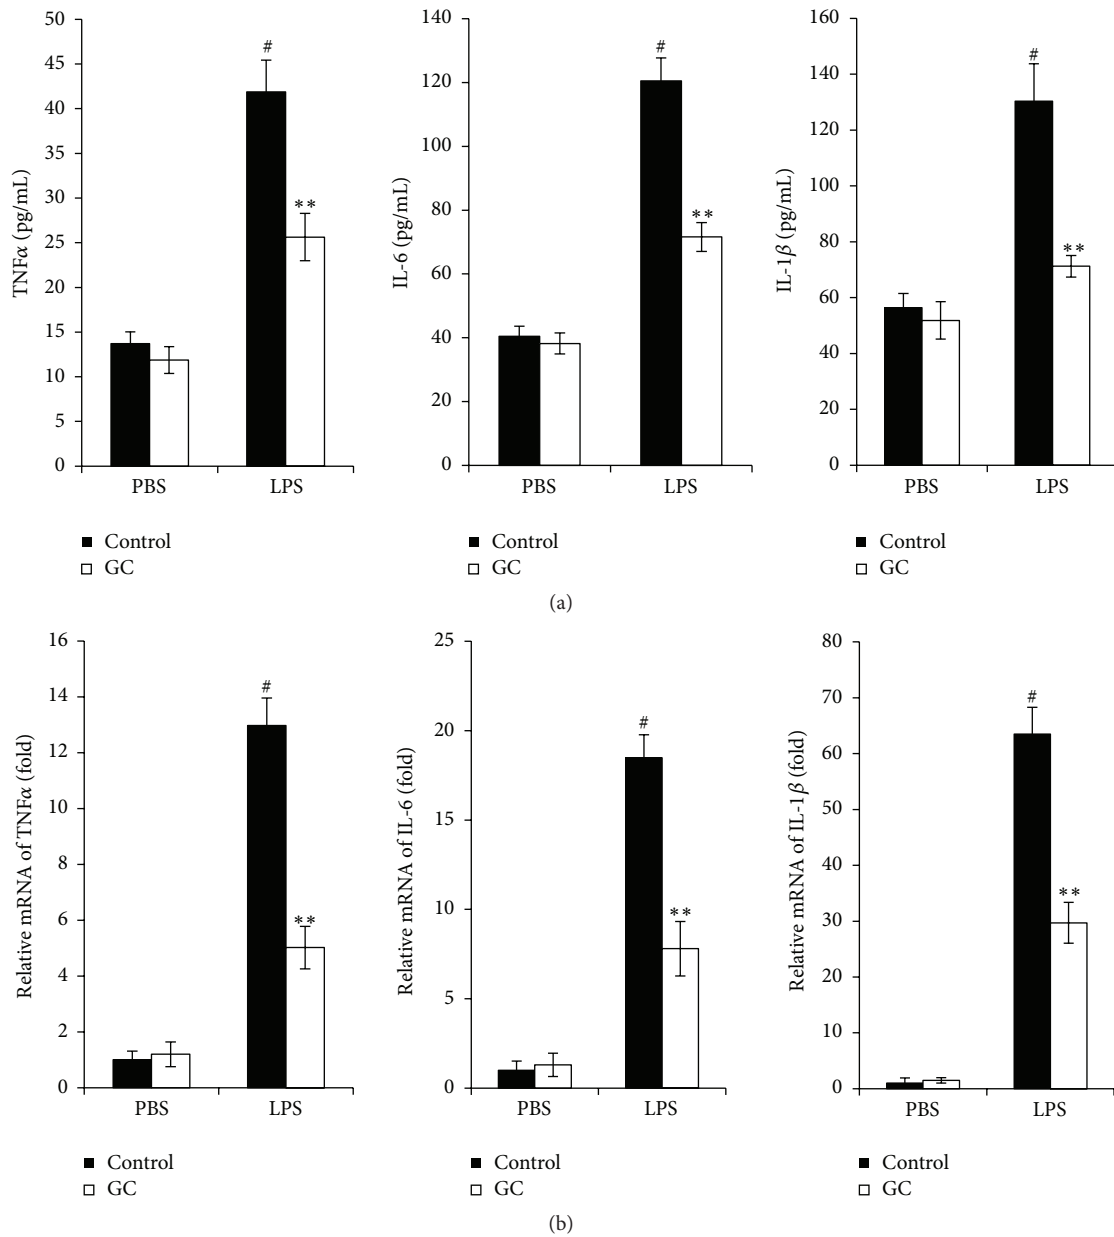 TNFα (pg/mL)
50
45
40
35
30
25
20
15
10
5
0
#
**
PBS LPS
■ Control
□ GC
IL-6 (pg/mL)
140
120
100
80
60
40
20
0
#
**
PBS LPS
■ Control
□ GC
IL-1β (pg/mL)
160
140
120
100
80
60
40
20
0
#
**
PBS LPS
■ Control
□ GC
(a)
Relative mRNA of TNFα (fold)
16
14
12
10
8
6
4
2
0
#
**
PBS LPS
■ Control
□ GC
Relative mRNA of IL-6 (fold)
25
20
15
10
5
0
#
**
PBS LPS
■ Control
□ GC
Relative mRNA of IL-1β (fold)
80
70
60
50
40
30
20
10
0
#
**
PBS LPS
■ Control
□ GC
(b)